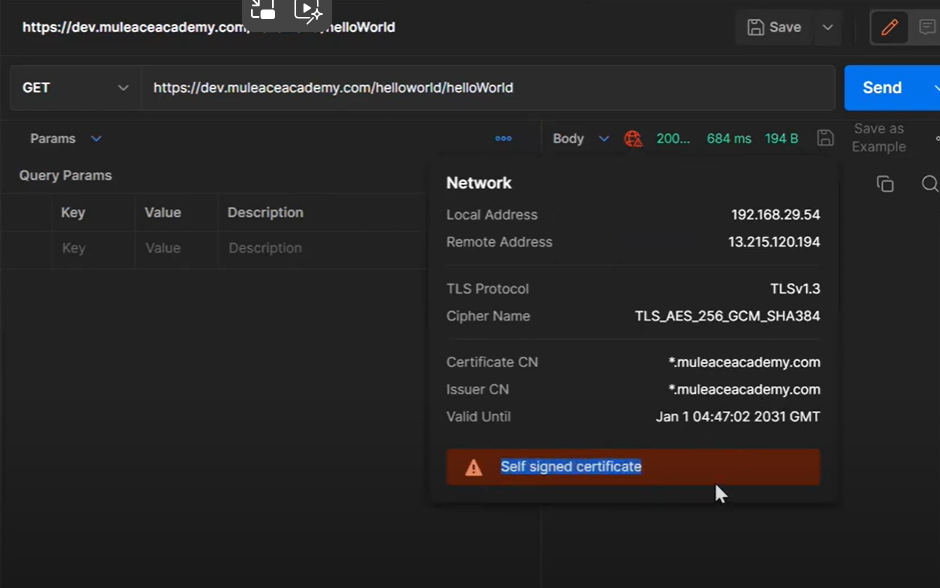 https://dev.muleaceacademy.com/ helloWorld
Save
GET
https://dev.muleaceacademy.com/helloworld/helloWorld
Send
Params
Body
200...
684 ms
194 B
Save as
Example
Query Params
Key Value Description
Key Value Description
Network
Local Address 192.168.29.54
Remote Address 13.215.120.194
TLS Protocol TLSv1.3
Cipher Name TLS_AES_256_GCM_SHA384
Certificate CN *.muleaceacademy.com
Issuer CN *.muleaceacademy.com
Valid Until Jan 1 04:47:02 2031 GMT
Self signed certificate